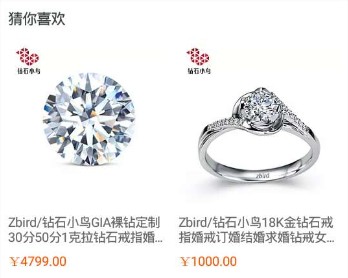 猜你喜欢
钻石小鸟
钻石小鸟
zbird
Zbird/钻石小鸟GIA裸钻定制
30分50分1克拉钻石戒指婚...
¥4799.00
Zbird/钻石小鸟18K金钻石戒
指婚戒订婚结婚求婚钻戒女...
¥1000.00